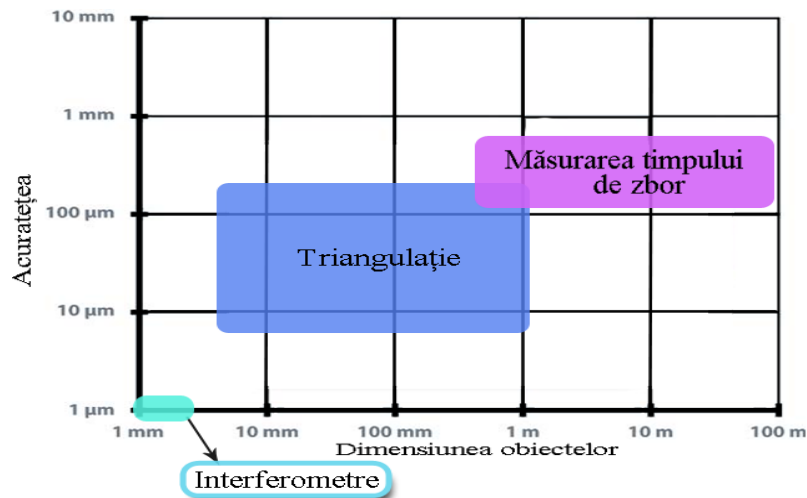 10 mm
1 mm
100 µm
10 µm
1 µm
Acuratețea
Măsurarea timpului
de zbor
Triangulație
1 mm
10 mm
100 mm
1 m
10 m
100 m
Dimensiunea obiectelor
Interferometre